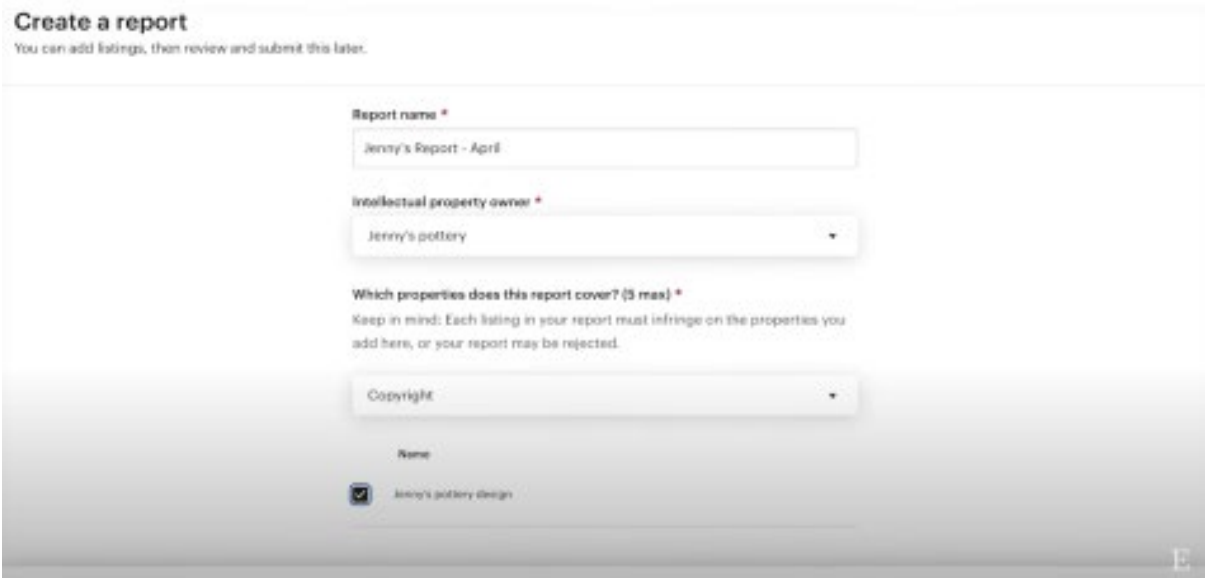 Create a report
You can add listings, then review and submit this later.
Report name *
Jenny's Report - April
Intellectual property owner *
Jenny's pottery
Which properties does this report cover? (5 max) *
Keep in mind: Each listing in your report must infringe on the properties you
add here, or your report may be rejected.
Copyright
Name
Jenny's pottery design
E